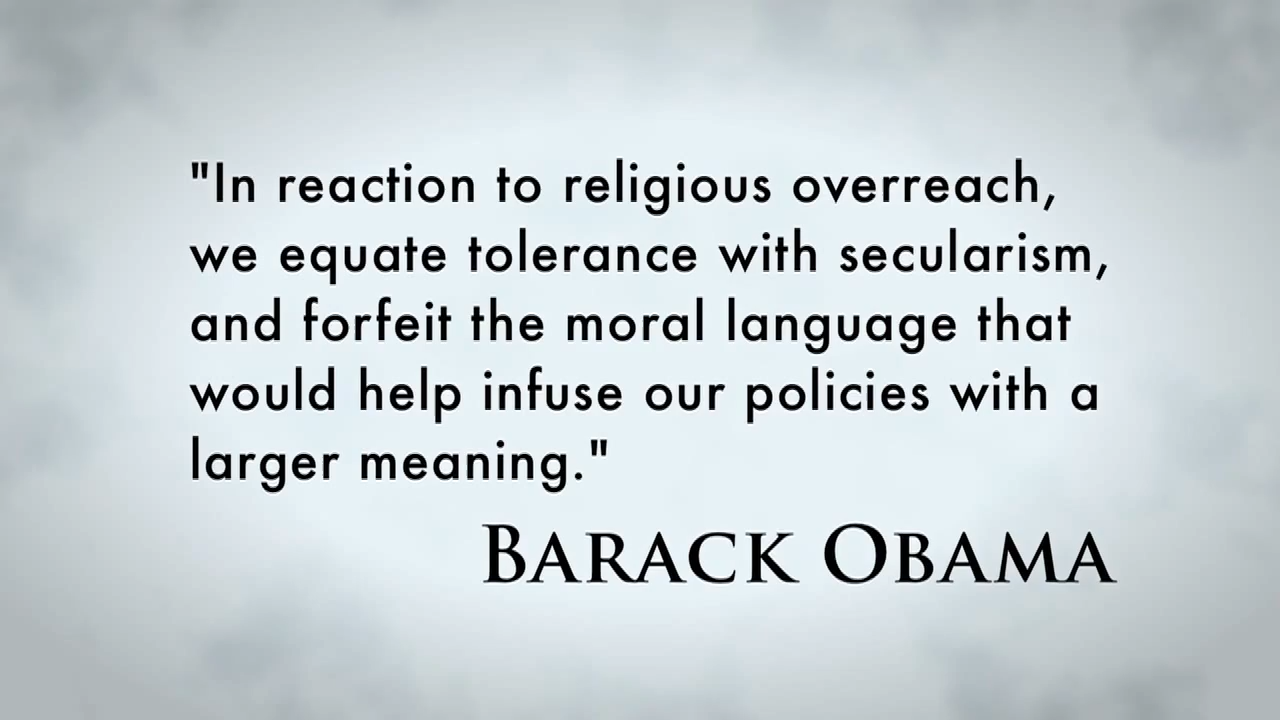 "In reaction to religious overreach,
we equate tolerance with secularism,
and forfeit the moral language that
would help infuse our policies with a
larger meaning."
BARACK OBAMA